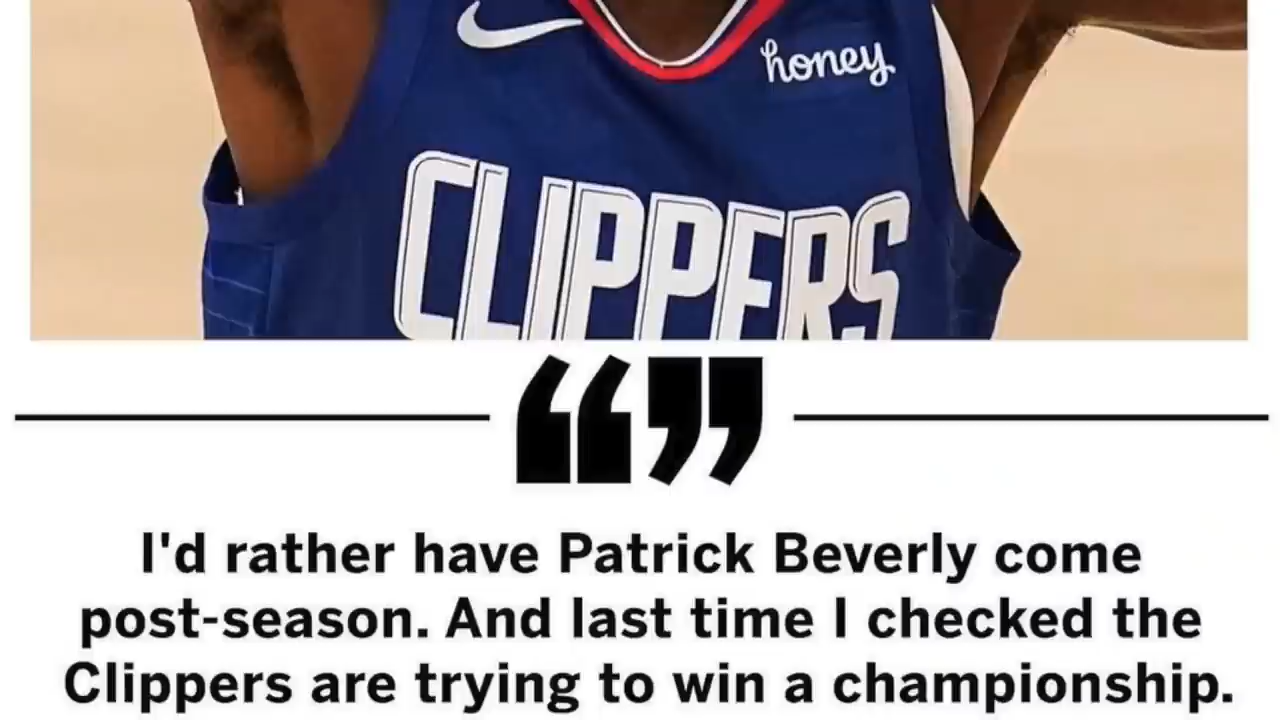 honey
CLIPPERS
“”
I'd rather have Patrick Beverly come
post-season. And last time I checked the
Clippers are trying to win a championship.